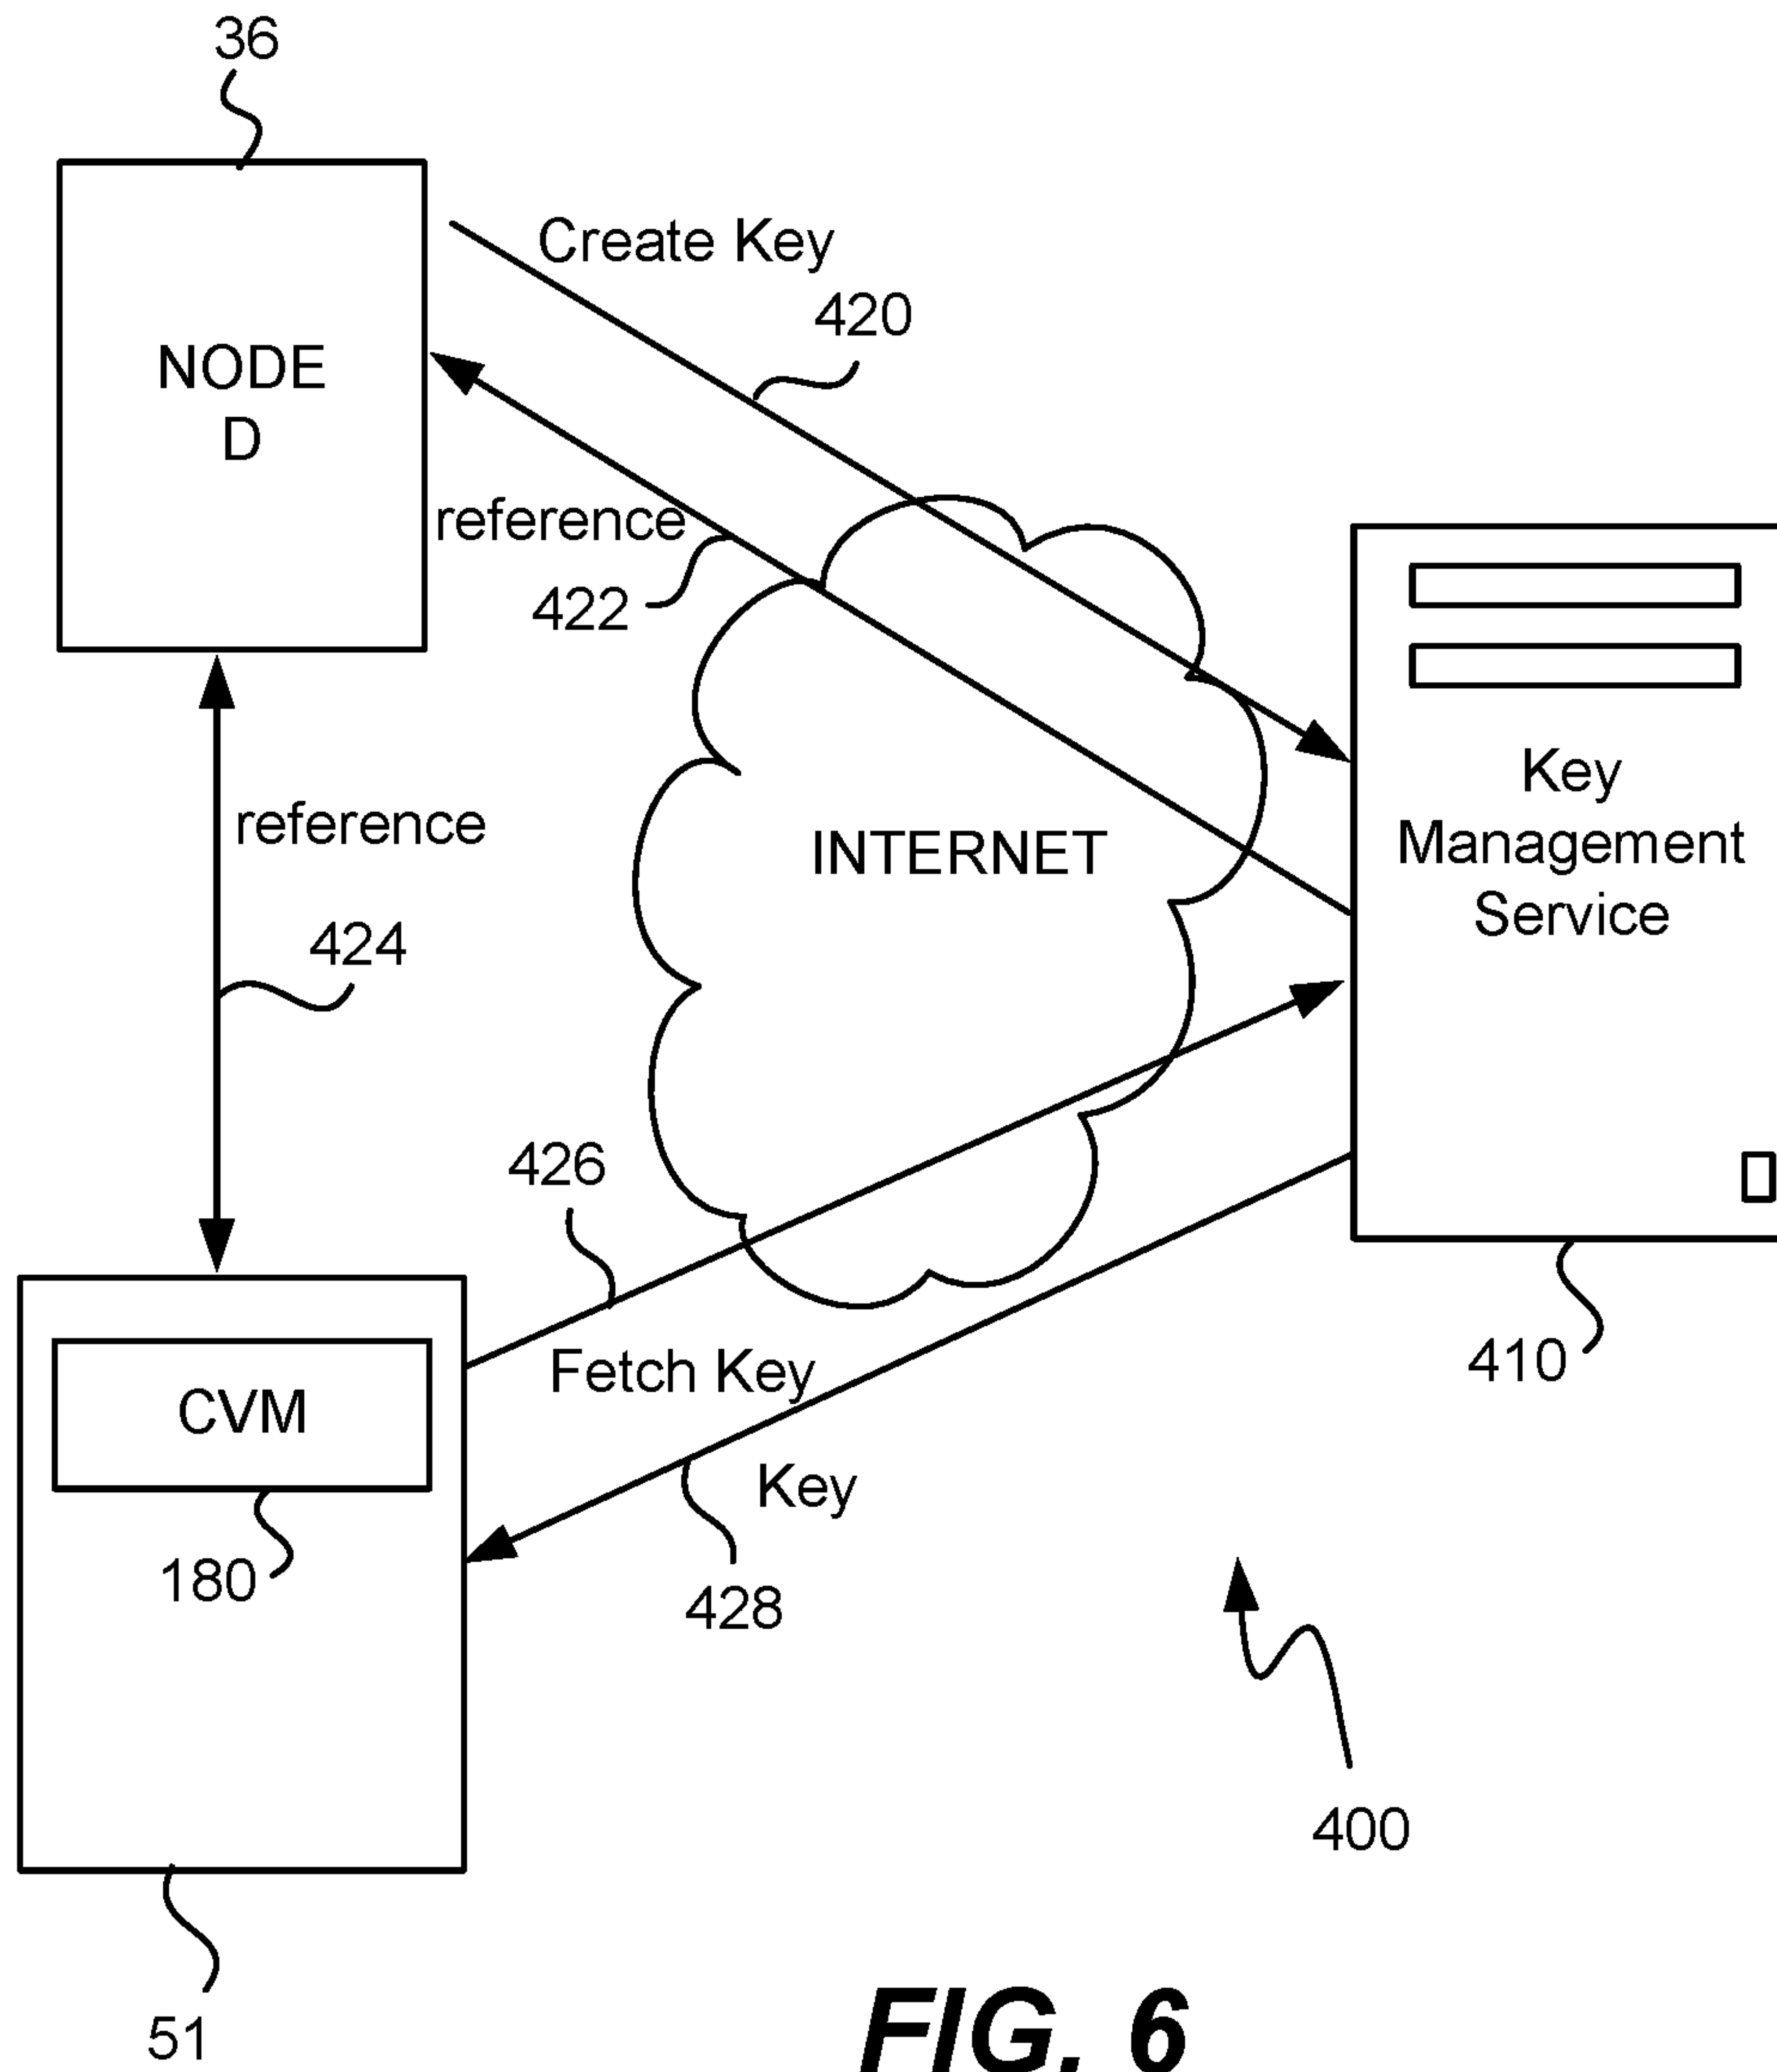 36
Create Key
420
NODE
D
reference
422
Key
Management
Service
INTERNET
reference
424
426
Fetch Key
410
CVM
Key
180
428
400
51
FIG. 6